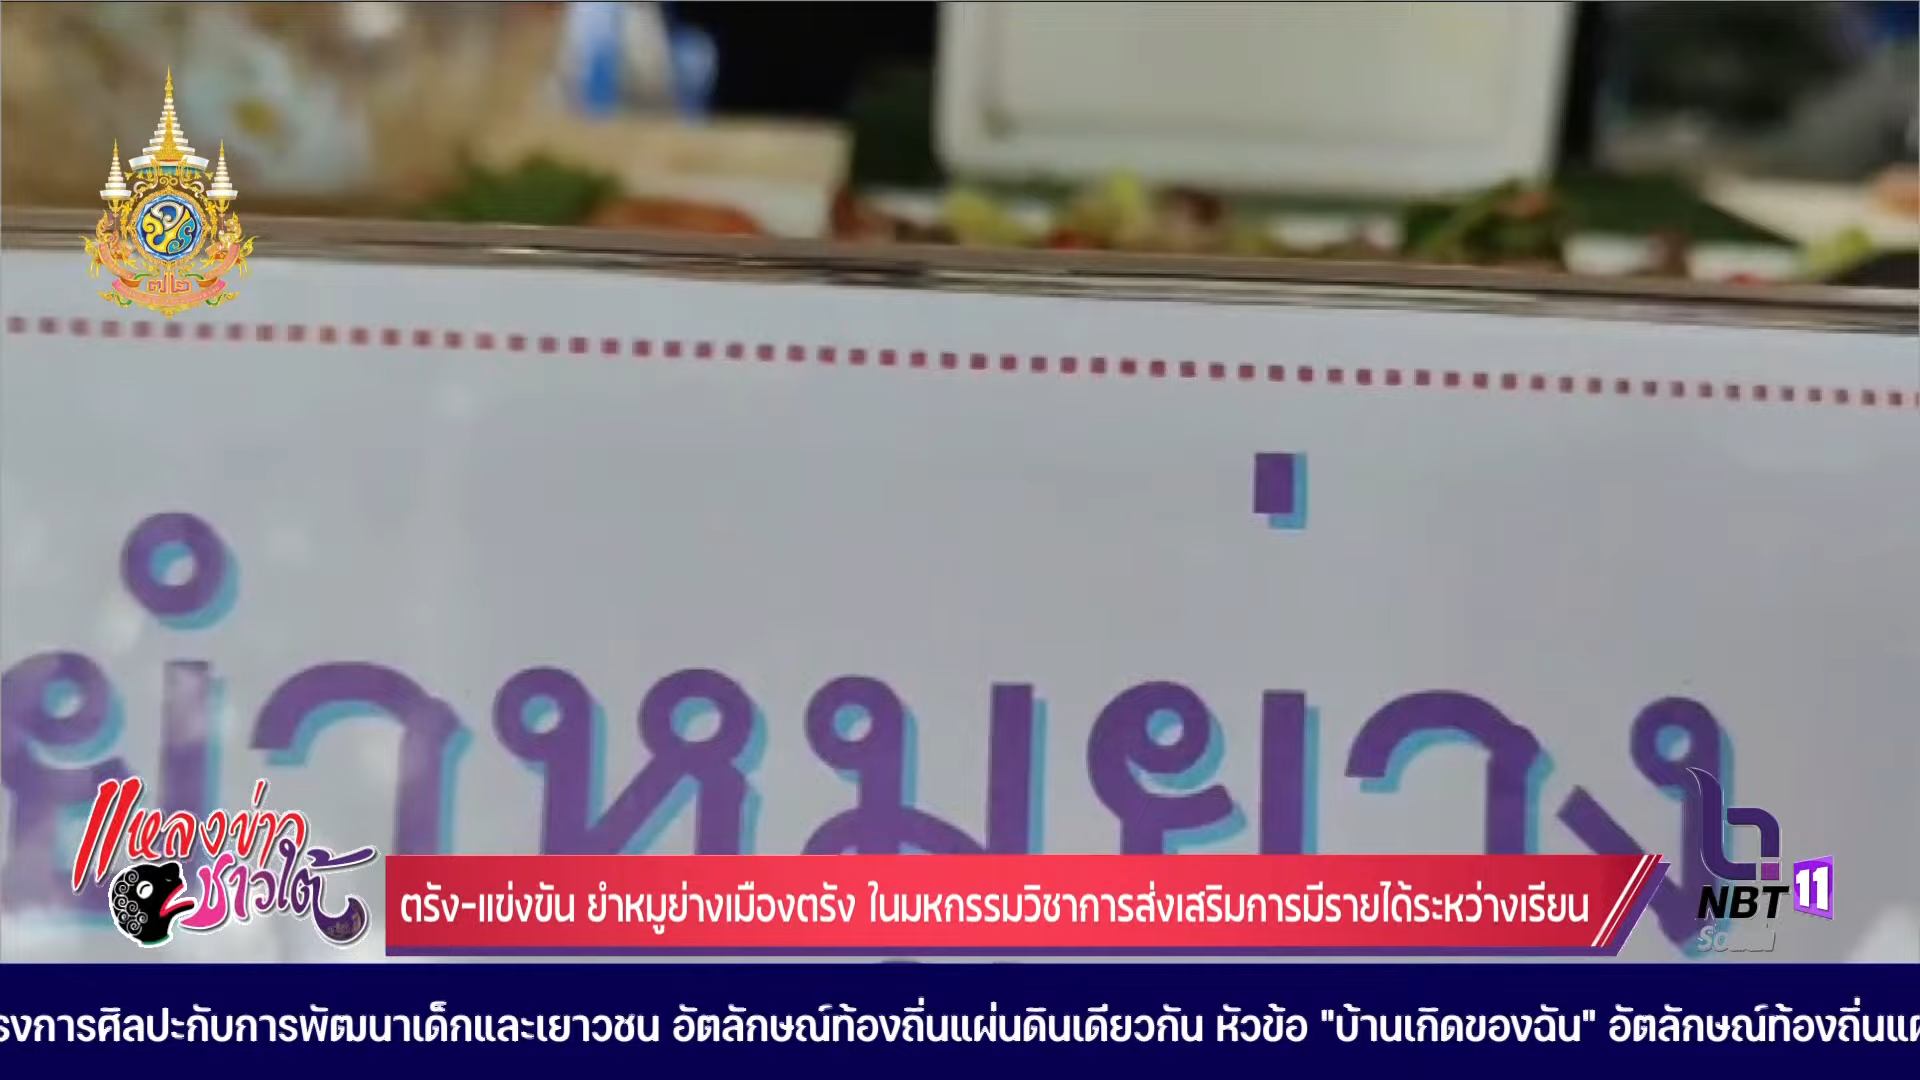 ๗๒
ยำหมูย่าง
แหลงข่าว
ชาวใต้
ตรัง-แข่งขัน ยำหมูย่างเมืองตรัง ในมหกรรมวิชาการส่งเสริมการมีรายได้ระหว่างเรียน
NBT 11
รงการศิลปะกับการพัฒนาเด็กและเยาวชน อัตลักษณ์ท้องถิ่นแผ่นดินเดียวกัน หัวข้อ "บ้านเกิดของฉัน" อัตลักษณ์ท้องถิ่นแผ่